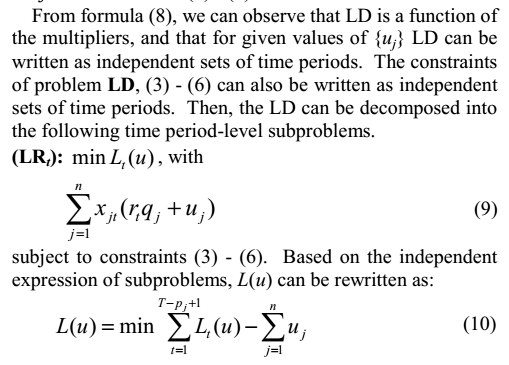 From formula (8), we can observe that LD is a function of
the multipliers, and that for given values of {u_j} LD can be
written as independent sets of time periods. The constraints
of problem LD, (3) - (6) can also be written as independent
sets of time periods. Then, the LD can be decomposed into
the following time period-level subproblems.
(LR_t): min L_t(u), with
\sum_{j=1}^{n} x_{jt}(r_t q_j + u_j) (9)
subject to constraints (3) - (6). Based on the independent
expression of subproblems, L(u) can be rewritten as:
L(u) = min \sum_{t=1}^{T-p_j+1} L_t(u) - \sum_{j=1}^{n} u_j (10)